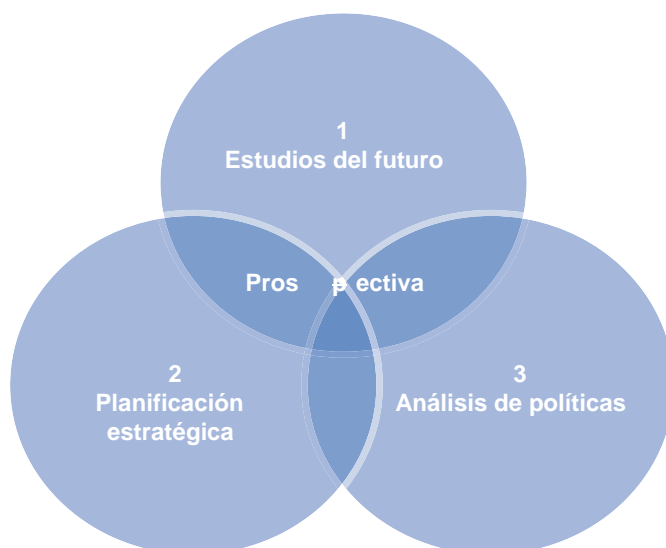 1
Estudios del futuro
Pros p ectiva
2
Planificación
estratégica
3
Análisis de políticas